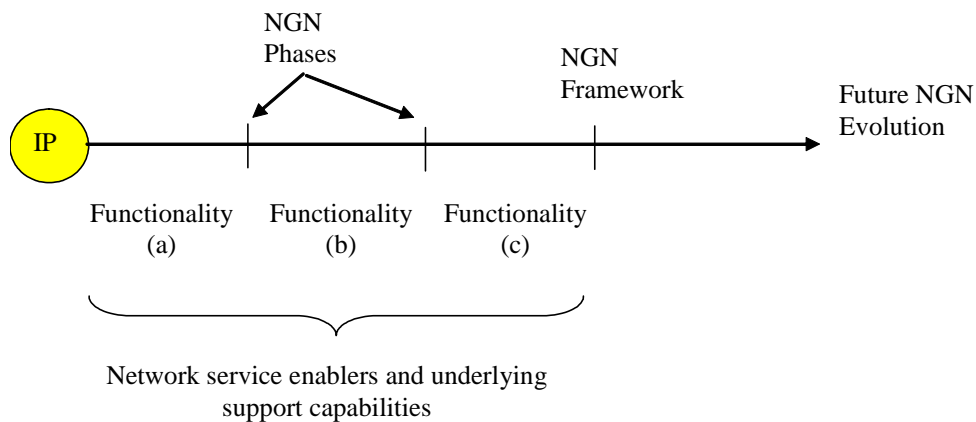 NGN
Phases
NGN
Framework
Future NGN
Evolution
IP
Functionality
(a)
Functionality
(b)
Functionality
(c)
Network service enablers and underlying
support capabilities